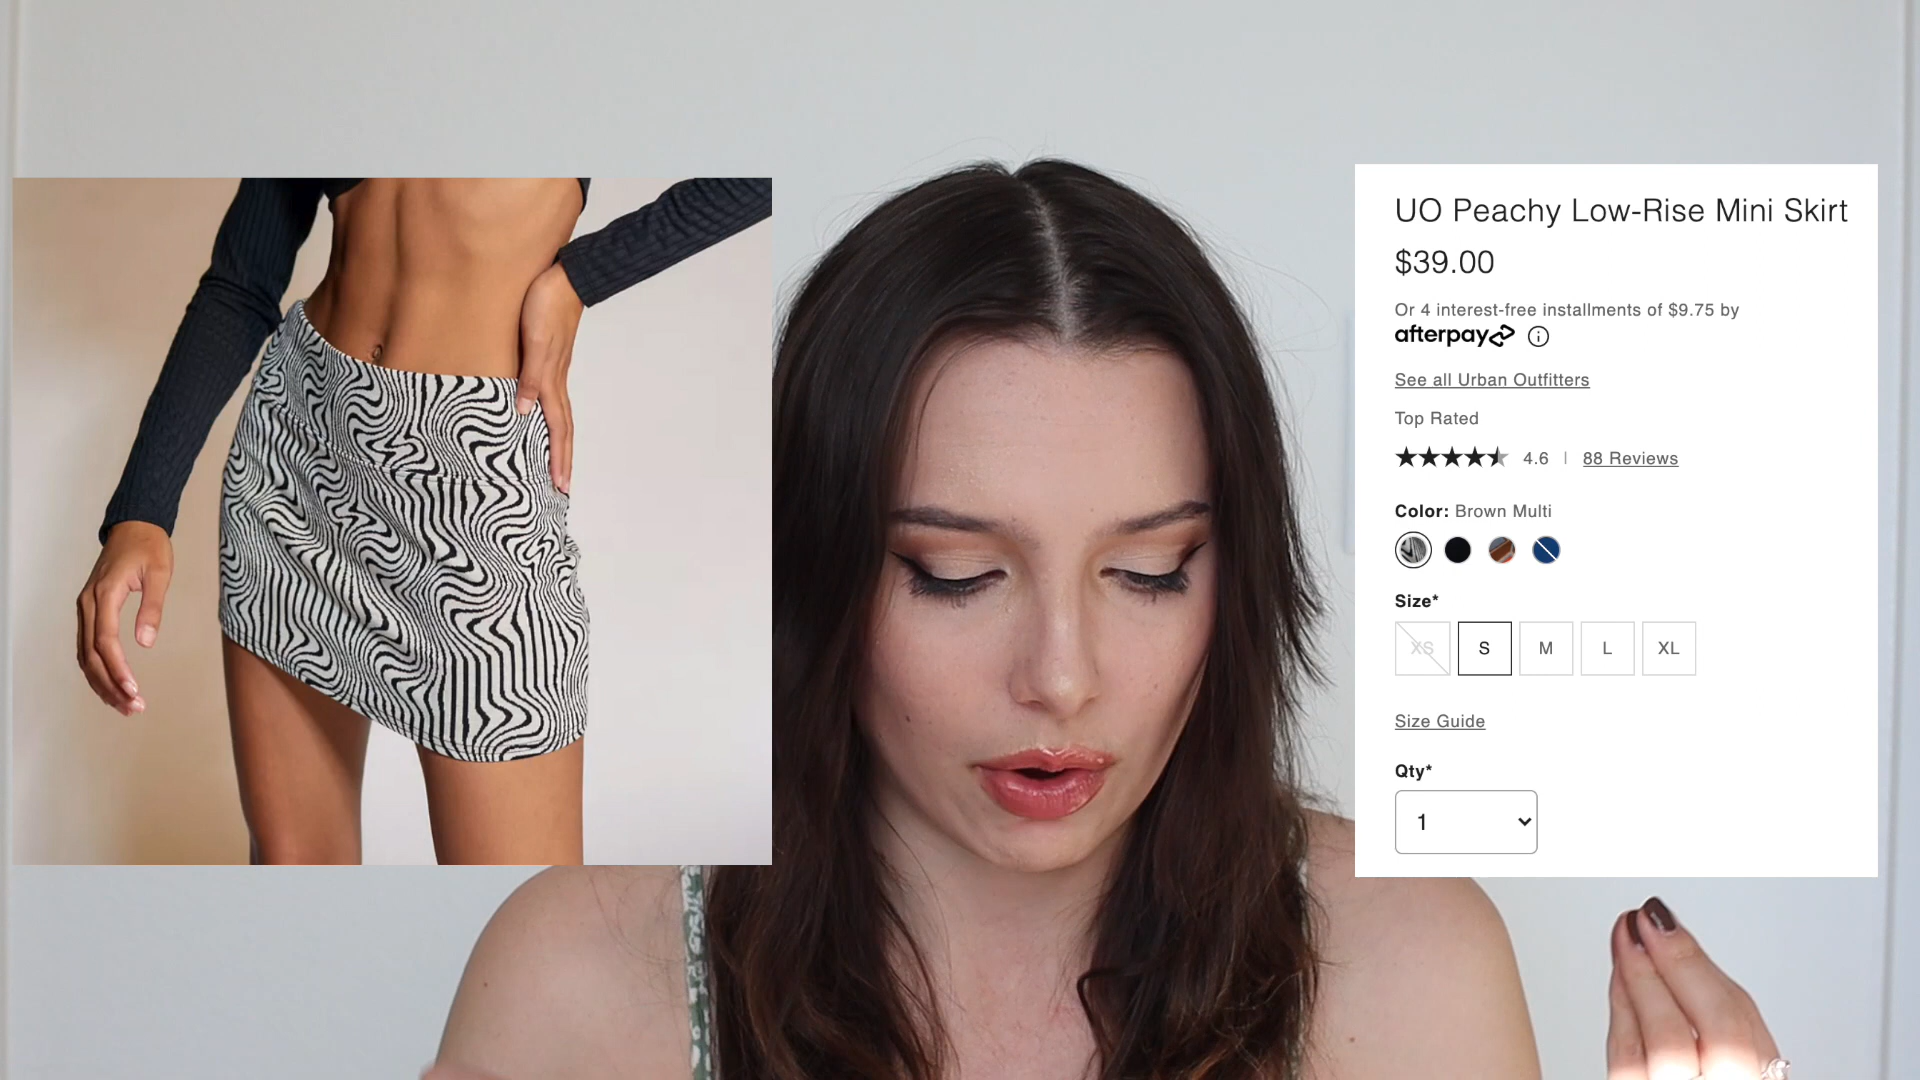 UO Peachy Low-Rise Mini Skirt
$39.00
Or 4 interest-free installments of $9.75 by
afterpay
See all Urban Outfitters
Top Rated
4.6 | 88 Reviews
Color: Brown Multi
Size*
XS S M L XL
Size Guide
Qty*
1